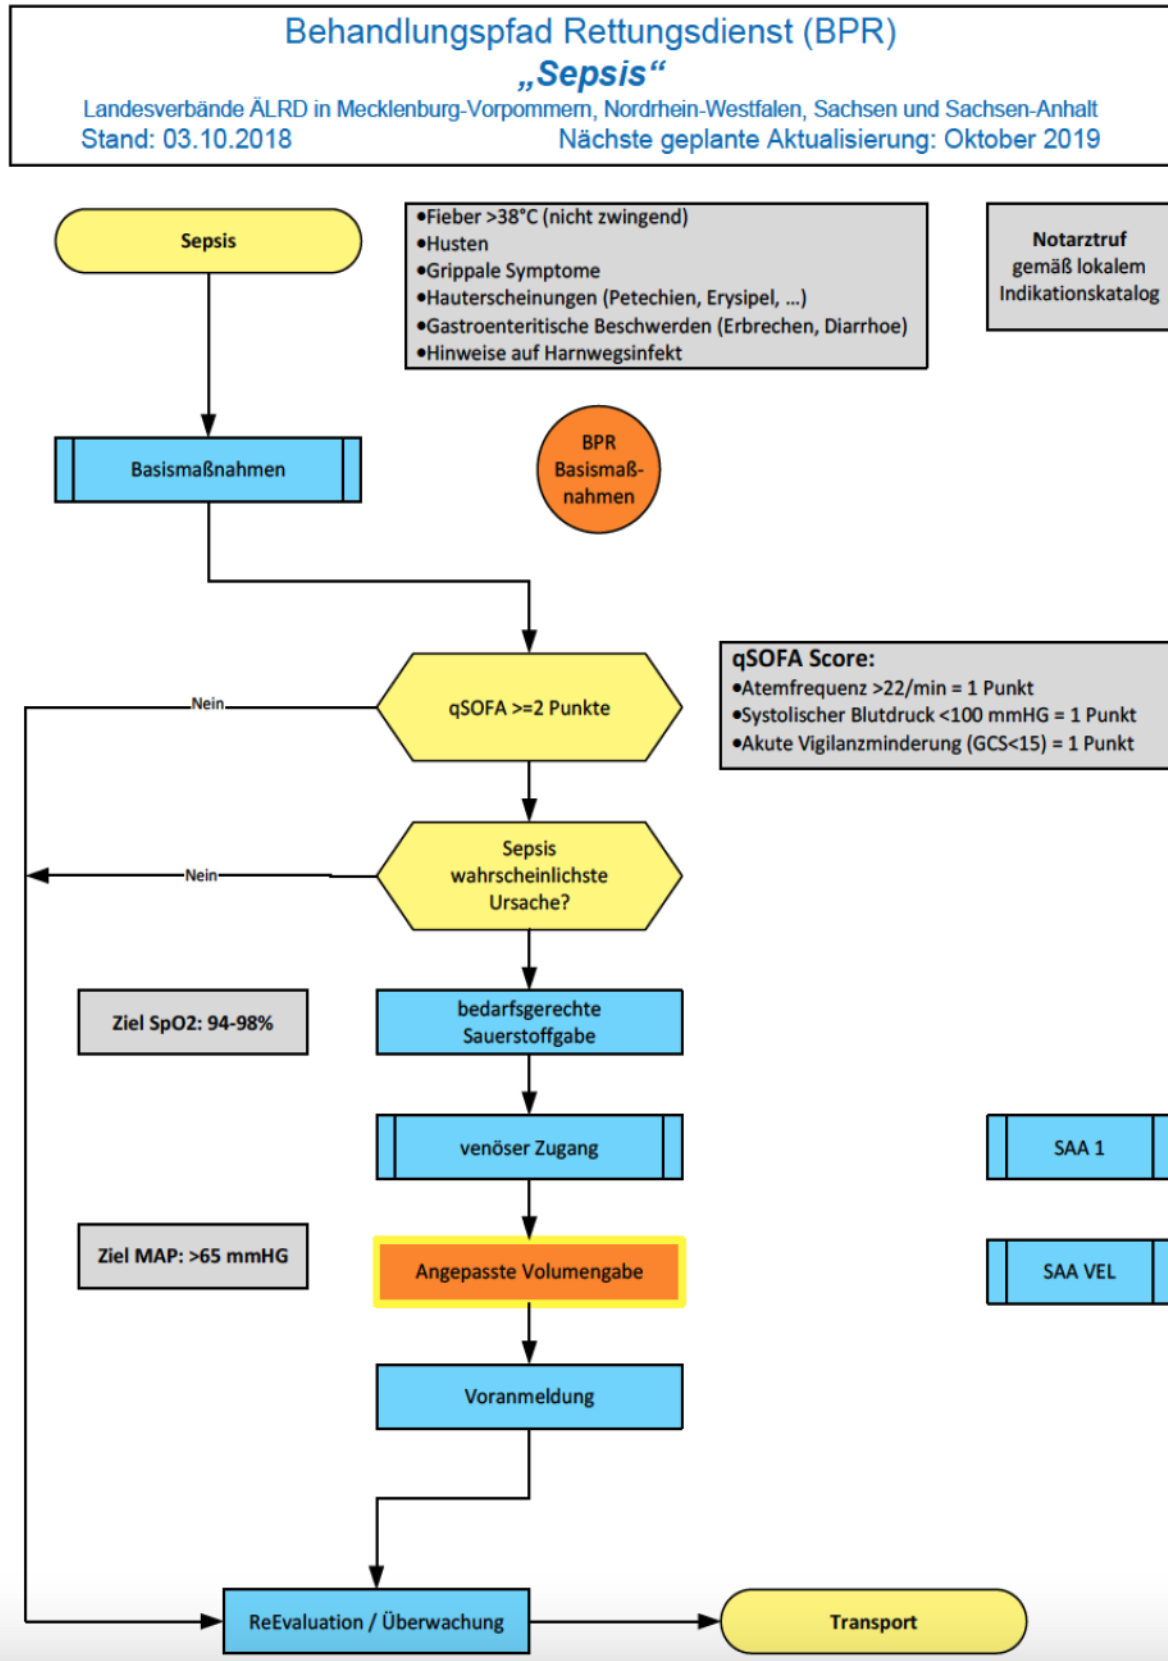 Behandlungspfad Rettungsdienst (BPR)
„Sepsis“
Landesverbände ÄLRD in Mecklenburg-Vorpommern, Nordrhein-Westfalen, Sachsen und Sachsen-Anhalt
Stand: 03.10.2018 Nächste geplante Aktualisierung: Oktober 2019
Sepsis
•Fieber >38°C (nicht zwingend)
•Husten
•Grippale Symptome
•Hauterscheinungen (Petechien, Erysipel, ...)
•Gastroenteritische Beschwerden (Erbrechen, Diarrhoe)
•Hinweise auf Harnwegsinfekt
Notarztruf
gemäß lokalem
Indikationskatalog
Basismaßnahmen
BPR
Basismaß-
nahmen
qSOFA >=2 Punkte
Nein
qSOFA Score:
•Atemfrequenz >22/min = 1 Punkt
•Systolischer Blutdruck <100 mmHG = 1 Punkt
•Akute Vigilanzminderung (GCS<15) = 1 Punkt
Sepsis
wahrscheinlichste
Ursache?
Nein
Ziel SpO2: 94-98%
bedarfsgerechte
Sauerstoffgabe
venöser Zugang
SAA 1
Ziel MAP: >65 mmHG
Angepasste Volumengabe
SAA VEL
Voranmeldung
ReEvaluation / Überwachung
Transport